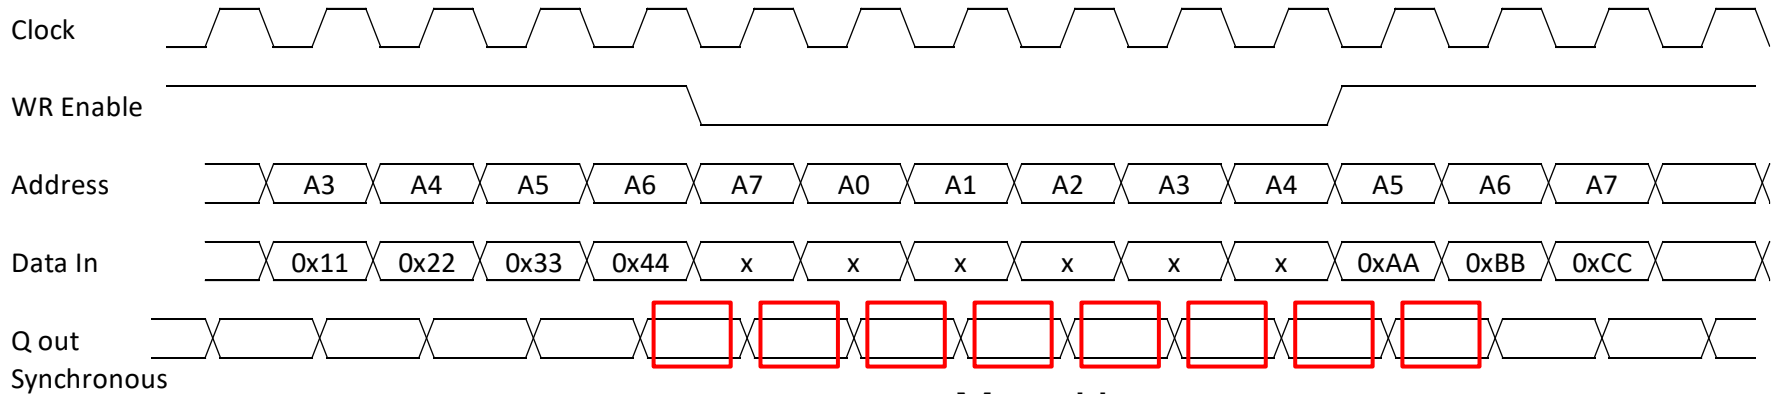 Clock
WR Enable
Address A3 A4 A5 A6 A7 A0 A1 A2 A3 A4 A5 A6 A7
Data In 0x11 0x22 0x33 0x44 x x x x x x 0xAA 0xBB 0xCC
Q out
Synchronous